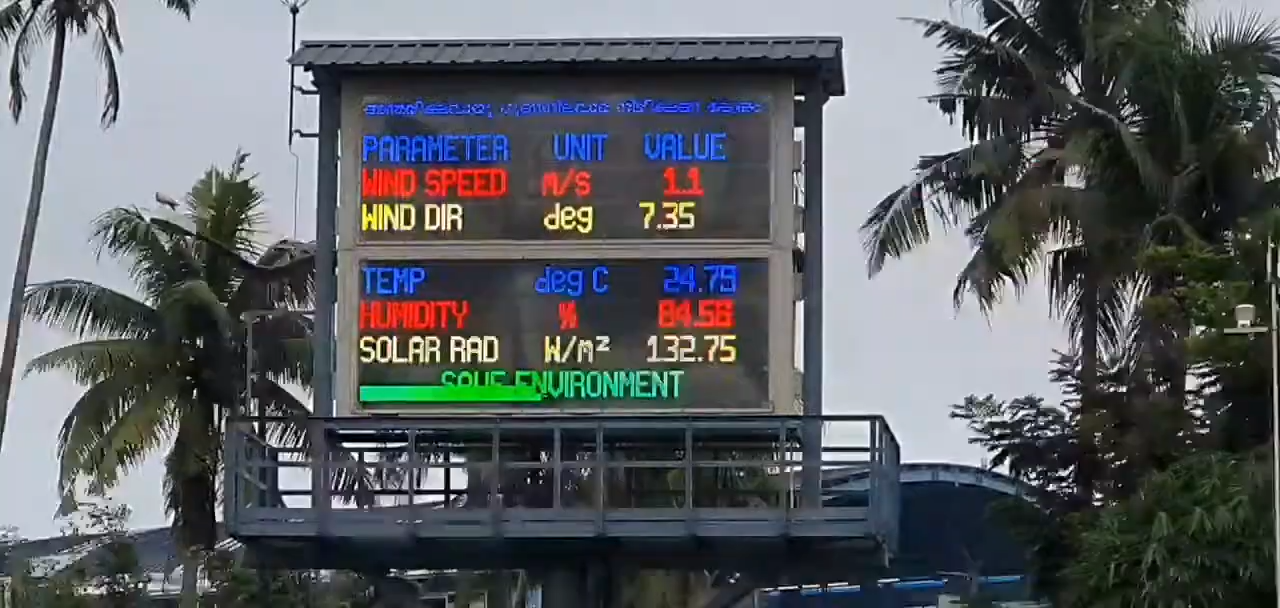 PARAMETER UNIT VALUE
WIND SPEED m/s 1.1
WIND DIR deg 7.35
TEMP deg C 24.79
HUMIDITY % 84.56
SOLAR RAD W/m² 132.75
SAVE ENVIRONMENT